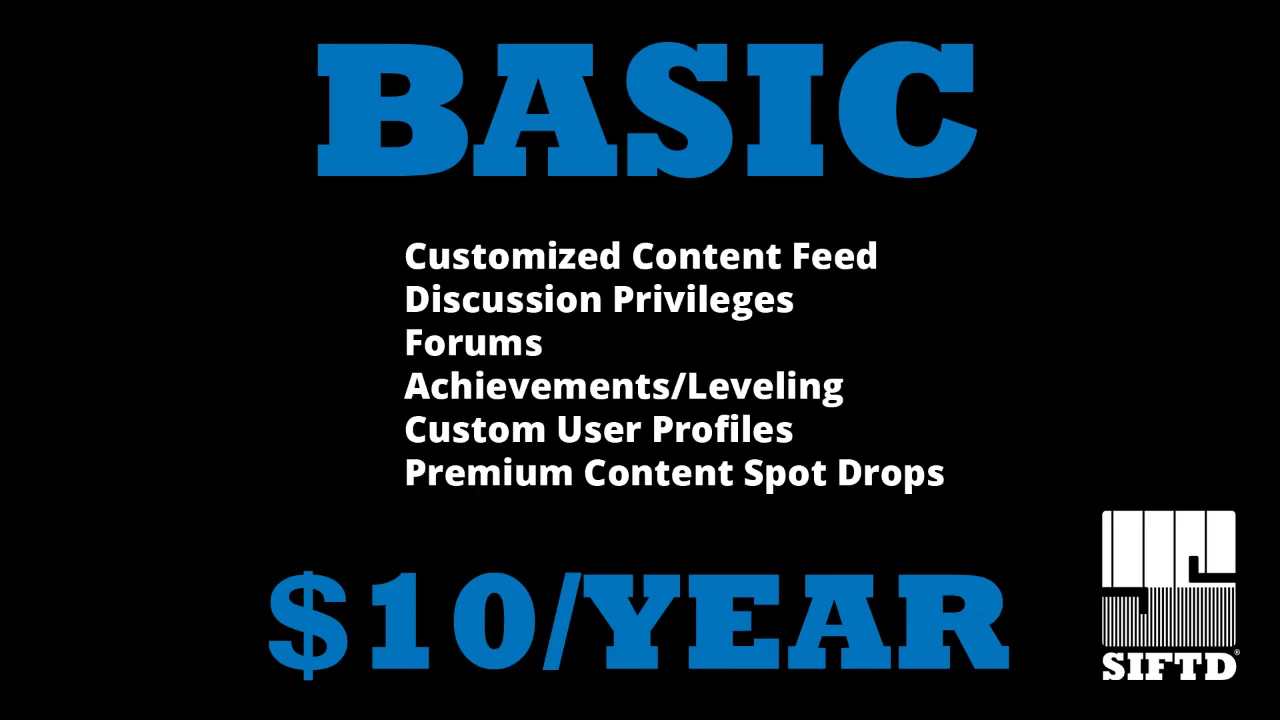 BASIC
Customized Content Feed
Discussion Privileges
Forums
Achievements/Leveling
Custom User Profiles
Premium Content Spot Drops
$10/YEAR
SIFTD®